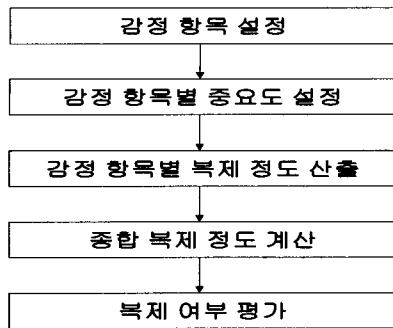 감정 항목 설정
감정 항목별 중요도 설정
감정 항목별 복제 정도 산출
종합 복제 정도 계산
복제 여부 평가